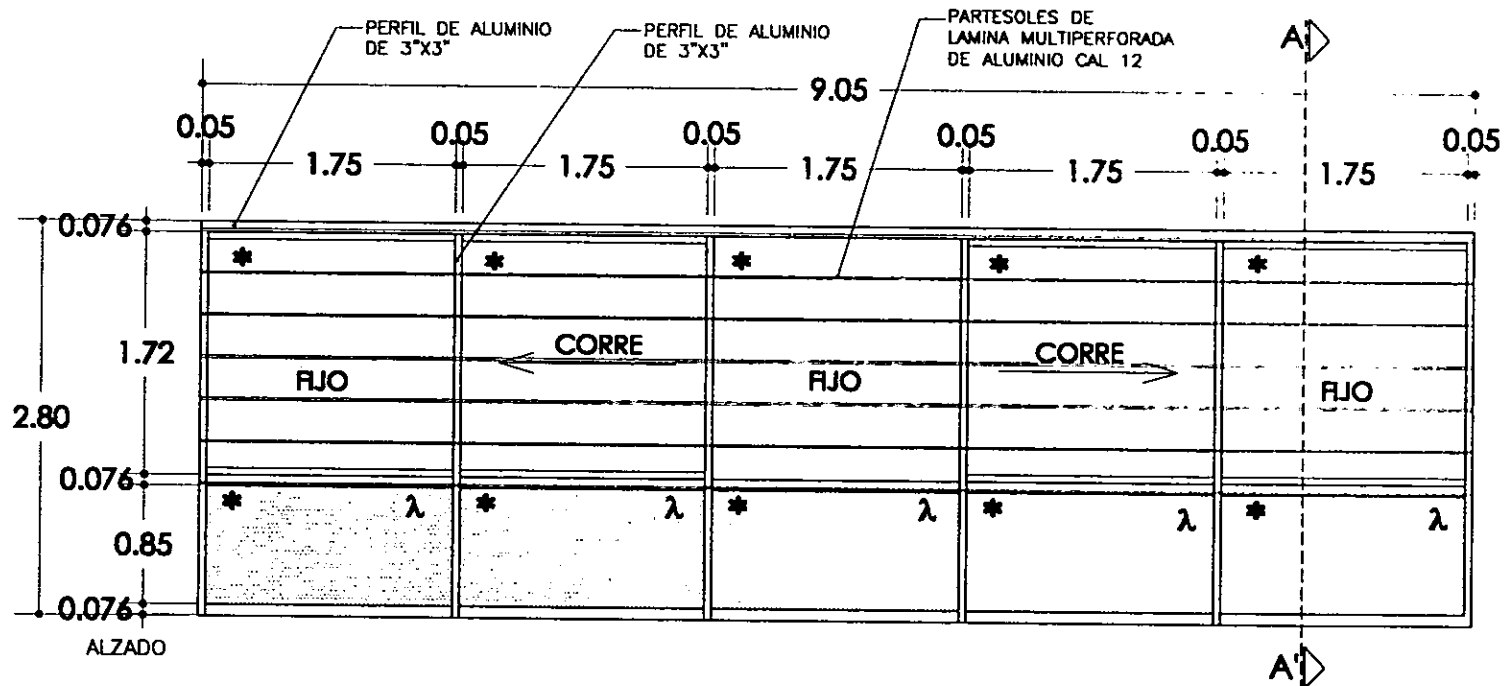 PERFIL DE ALUMINIO
DE 3"X3"
PERFIL DE ALUMINIO
DE 3"X3"
PARTESOLES DE
LAMINA MULTIPERFORADA
DE ALUMINIO CAL 12
A'
9.05
0.05
0.05
0.05
0.05
0.05
0.05
1.75
1.75
1.75
1.75
1.75
0.076
*
*
*
*
*
1.72
CORRE
CORRE
FIJO
FIJO
FIJO
2.80
0.076
*
λ
*
λ
*
λ
*
λ
*
λ
0.85
0.076
ALZADO
A'